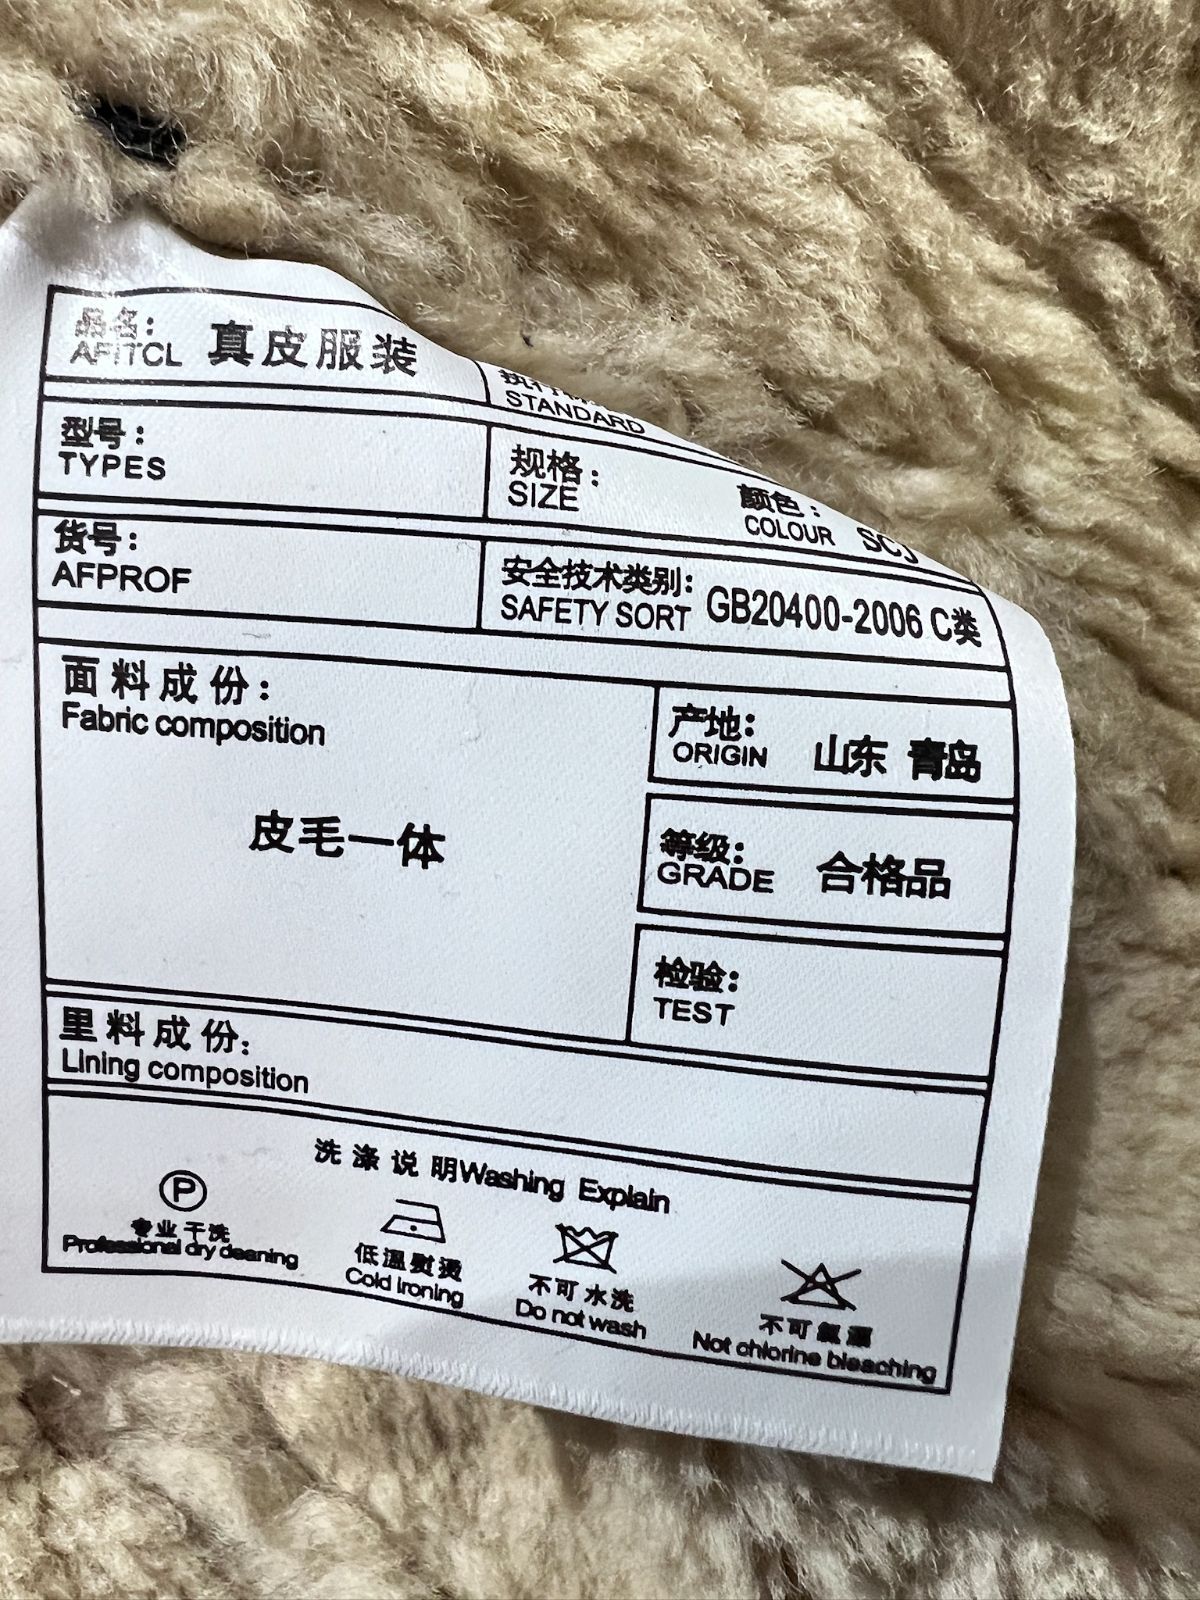 品名:
AFITCL 真皮服装
STANDARD
型号:
TYPES
规格:
SIZE
颜色:
COLOUR
货号:
AFPROF
安全技术类别:
SAFETY SORT GB20400-2006 C类
面料成份:
Fabric composition
皮毛一体
产地:
ORIGIN 山东 青岛
等级:
GRADE 合格品
检验:
TEST
里料成份:
Lining composition
洗涤说明Washing Explain
P
专业干洗
Professional dry cleaning
低温熨烫
Cold ironing
不可水洗
Do not wash
不可氯漂
Not chlorine bleaching